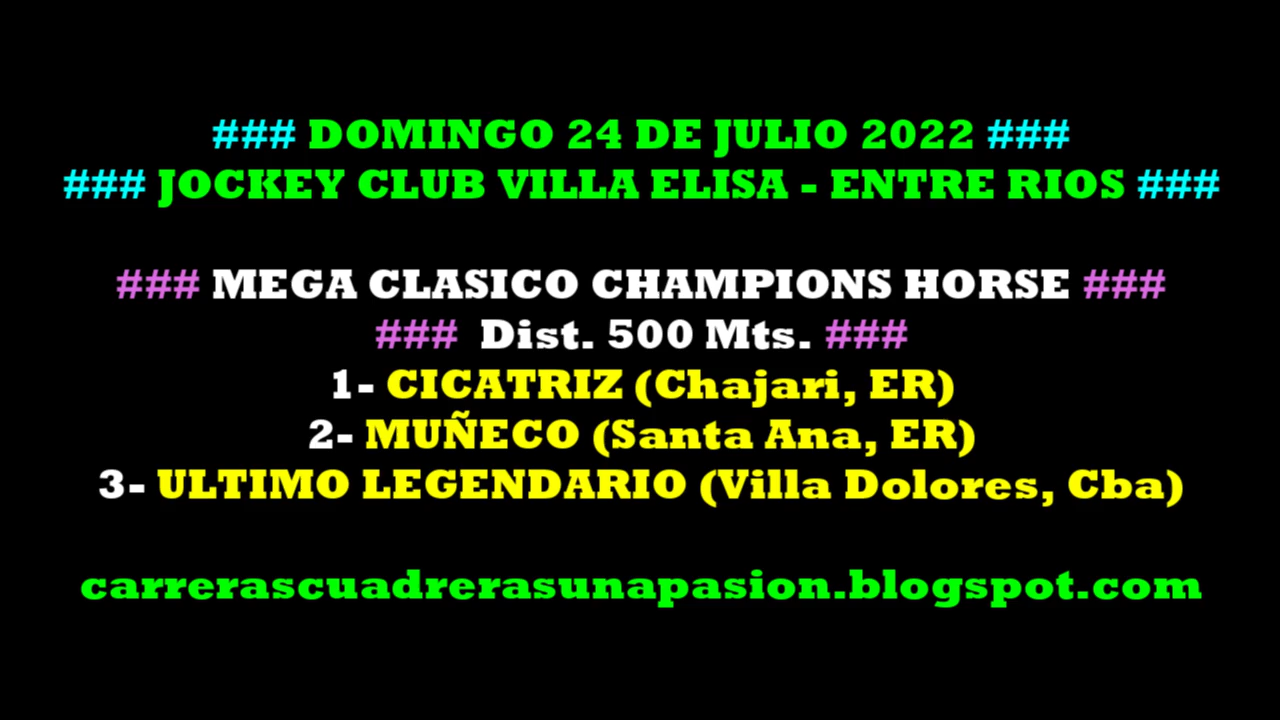 ### DOMINGO 24 DE JULIO 2022 ###
### JOCKEY CLUB VILLA ELISA - ENTRE RIOS ###
### MEGA CLASICO CHAMPIONS HORSE ###
### Dist. 500 Mts. ###
1- CICATRIZ (Chajari, ER)
2- MUÑECO (Santa Ana, ER)
3- ULTIMO LEGENDARIO (Villa Dolores, Cba)
carrerascuadrerasunapasion.blogspot.com